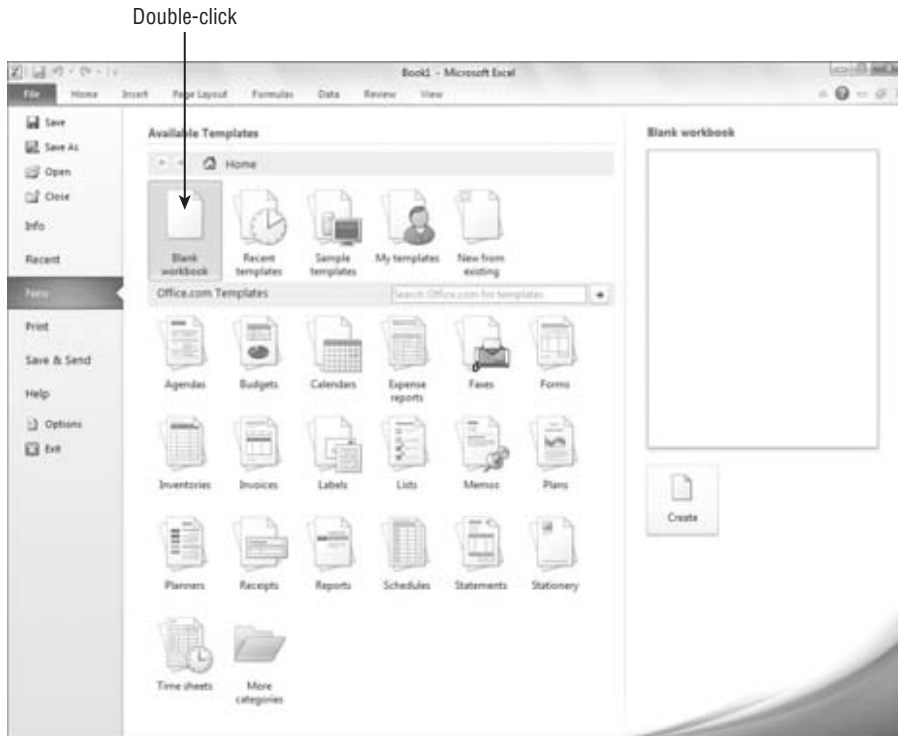 Double-click
Book1 - Microsoft Excel
File Home Insert Page Layout Formulas Data Review View
Save
Save As
Open
Close
Info
Recent
New
Print
Save & Send
Help
Options
Exit
Available Templates
Home
Blank workbook
Recent templates
Sample templates
My templates
New from existing
Office.com Templates
Search Office.com for templates
Agendas
Budgets
Calendars
Expense reports
Faxes
Forms
Inventories
Invoices
Labels
Lists
Memos
Plans
Planners
Receipts
Reports
Schedules
Statements
Stationery
Time sheets
More categories
Blank workbook
Create